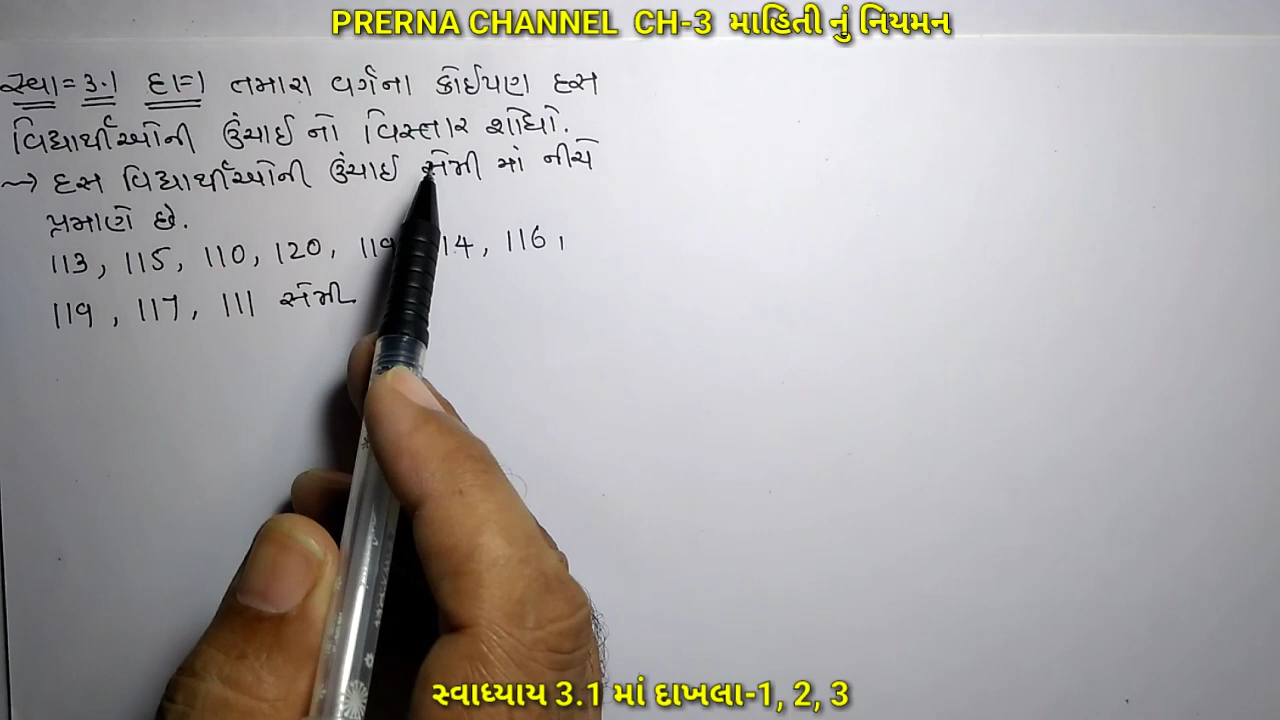 PRERNA CHANNEL CH-3 માહિતી નું નિયમન
સ્વા= ૩.1 દા=1 તમારા વર્ગના કોઈપણ દસ
વિદ્યાર્થીઓની ઉંચાઈ નો વિસ્તાર શોધો.
→ દસ વિદ્યાર્થીઓની ઉંચાઈ સેમી માં નીચે
પ્રમાણે છે.
113, 115, 110, 120, 14, 116,
119, 117, 111 સેમી
સ્વાધ્યાય 3.1 માં દાખલા-1, 2, 3